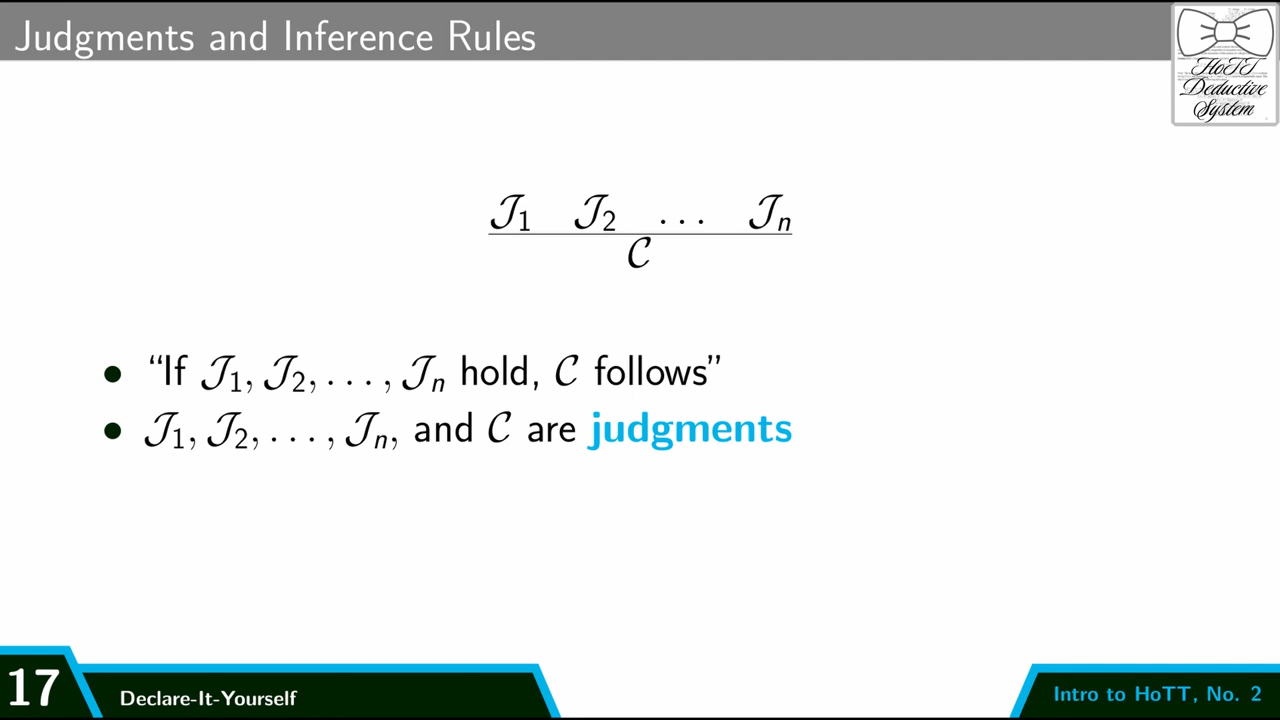 Judgments and Inference Rules
HoTT
Deductive
System
𝒥₁ 𝒥₂ … 𝒥ₙ
𝒞
• “If 𝒥₁, 𝒥₂, …, 𝒥ₙ hold, 𝒞 follows”
• 𝒥₁, 𝒥₂, …, 𝒥ₙ, and 𝒞 are judgments
17
Declare-It-Yourself
Intro to HoTT, No. 2